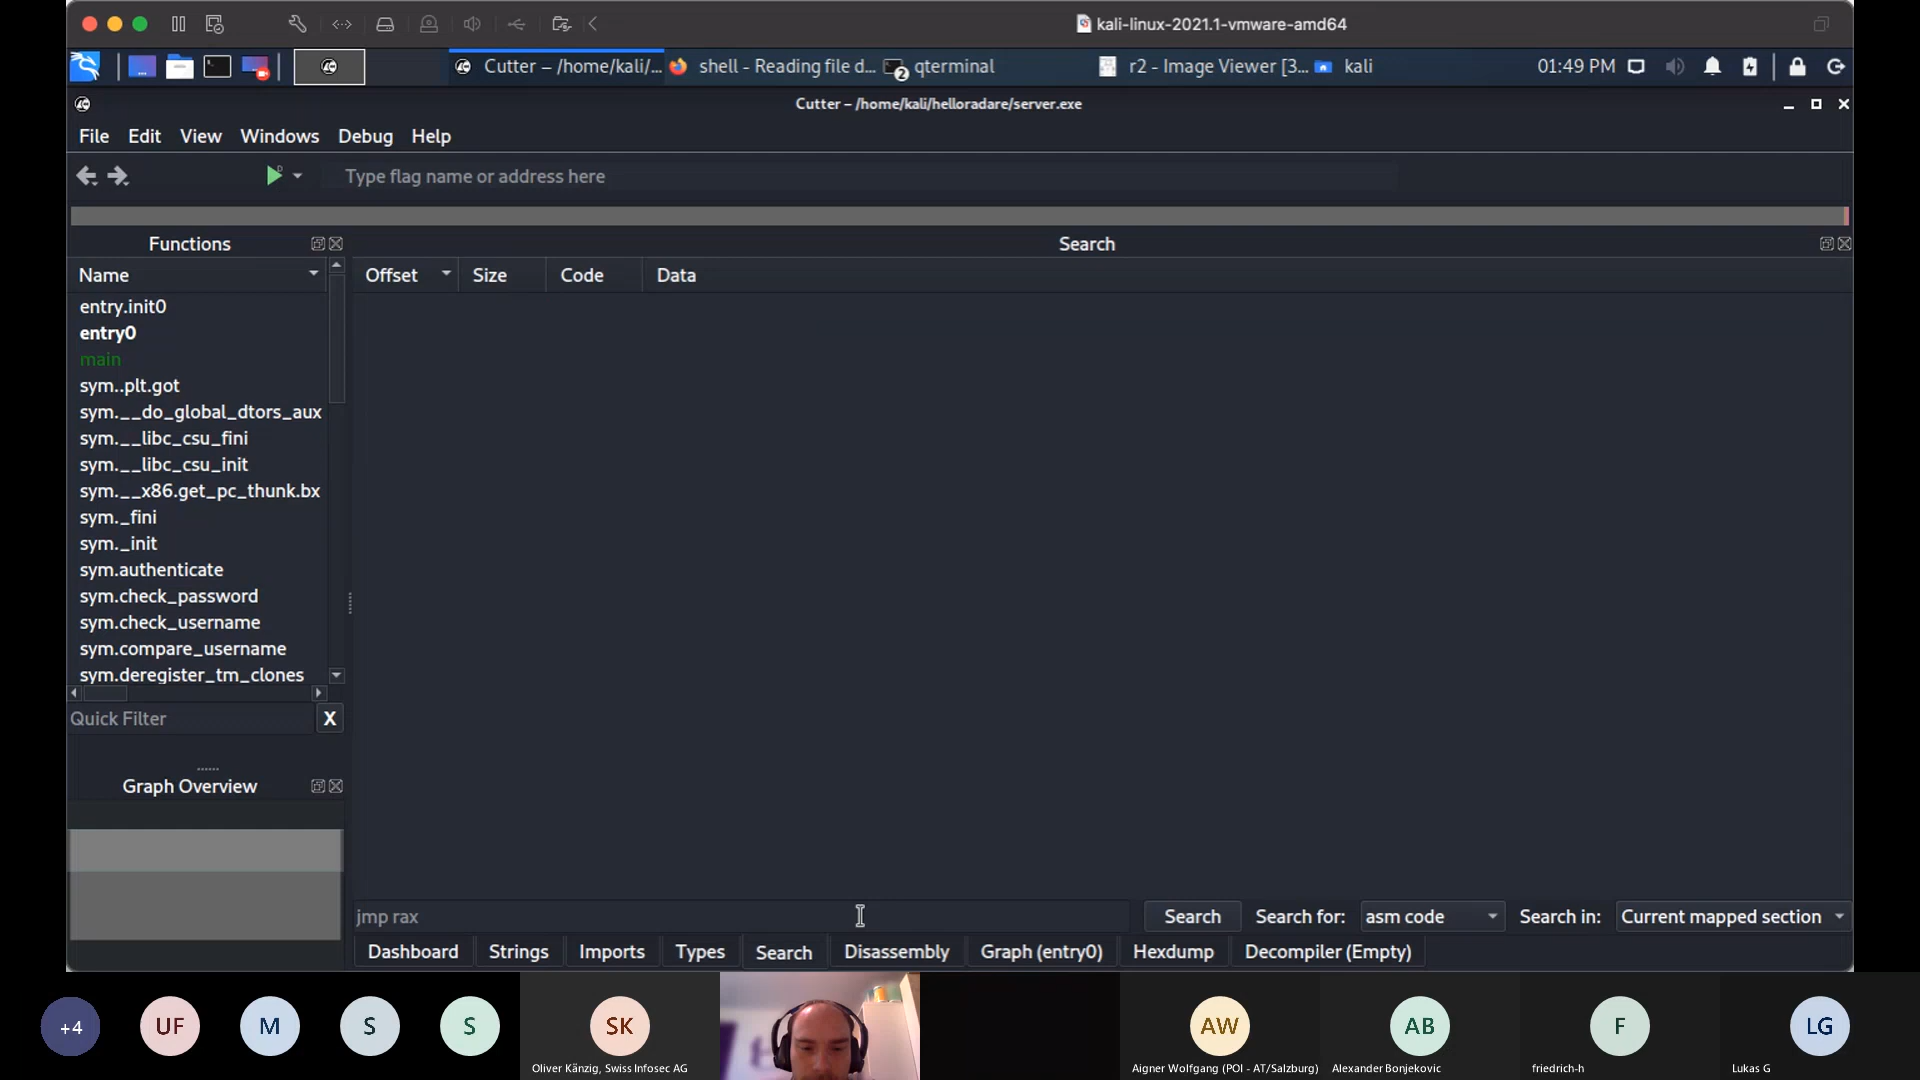 kali-linux-2021.1-vmware-amd64
Cutter – /home/kali/...
shell - Reading file d...
2
qterminal
r2 - Image Viewer [3...
kali
01:49 PM
Cutter – /home/kali/helloradare/server.exe
File Edit View Windows Debug Help
Type flag name or address here
Functions
Search
Name
Offset Size Code Data
entry.init0
entry0
main
sym..plt.got
sym.__do_global_dtors_aux
sym.__libc_csu_fini
sym.__libc_csu_init
sym.__x86.get_pc_thunk.bx
sym._fini
sym._init
sym.authenticate
sym.check_password
sym.check_username
sym.compare_username
sym.deregister_tm_clones
Quick Filter
X
Graph Overview
jmp rax
Search
Search for:
asm code
Search in:
Current mapped section
Dashboard Strings Imports Types Search Disassembly Graph (entry0) Hexdump Decompiler (Empty)
+4 UF M S S SK AW AB F LG
Oliver Känzig, Swiss Infosec AG
Aigner Wolfgang (POI - AT/Salzburg)
Alexander Bonjekovic
friedrich-h
Lukas G